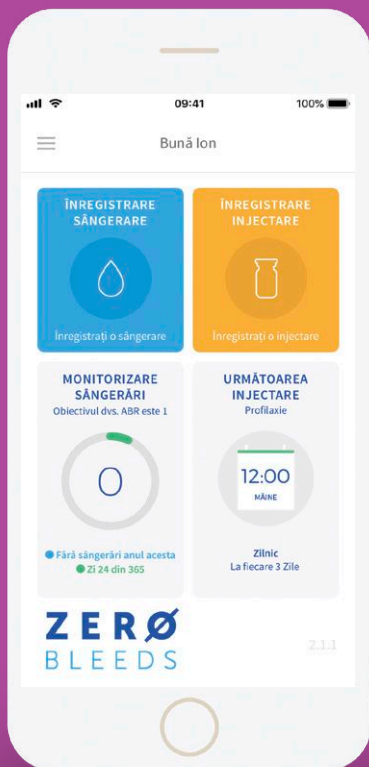 09:41
100%
Bună Ion
ÎNREGISTRARE
SÂNGERARE
Înregistrați o sângerare
ÎNREGISTRARE
INJECTARE
Înregistrați o injectare
MONITORIZARE
SÂNGERĂRI
Obiectivul dvs. ABR este 1
0
Fără sângerări anul acesta
Zi 24 din 365
URMĂTOAREA
INJECTARE
Profilaxie
12:00
MÂINE
Zilnic
La fiecare 3 Zile
ZERØ
BLEEDS
2.1.1